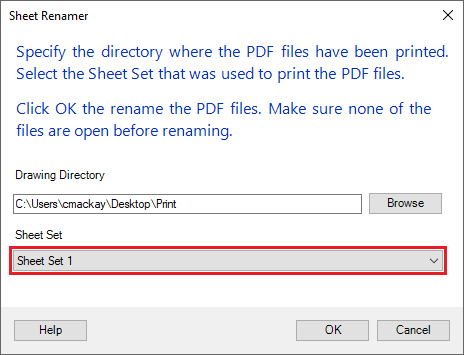 Sheet Renamer
Specify the directory where the PDF files have been printed.
Select the Sheet Set that was used to print the PDF files.
Click OK the rename the PDF files. Make sure none of the
files are open before renaming.
Drawing Directory
C:\Users\cmackay\Desktop\Print
Browse
Sheet Set
Sheet Set 1
Help
OK
Cancel